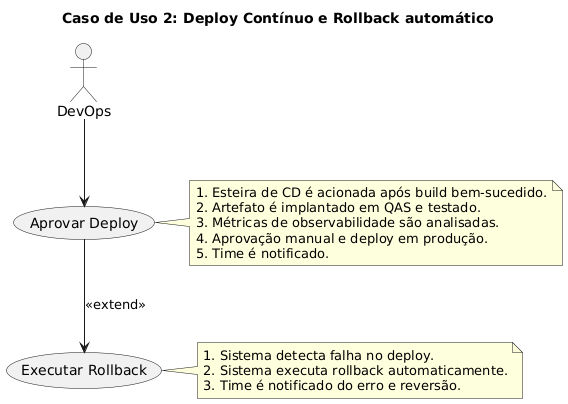 Caso de Uso 2: Deploy Contínuo e Rollback automático
DevOps
Aprovar Deploy
1. Esteira de CD é acionada após build bem-sucedido.
2. Artefato é implantado em QAS e testado.
3. Métricas de observabilidade são analisadas.
4. Aprovação manual e deploy em produção.
5. Time é notificado.
«extend»
Executar Rollback
1. Sistema detecta falha no deploy.
2. Sistema executa rollback automaticamente.
3. Time é notificado do erro e reversão.